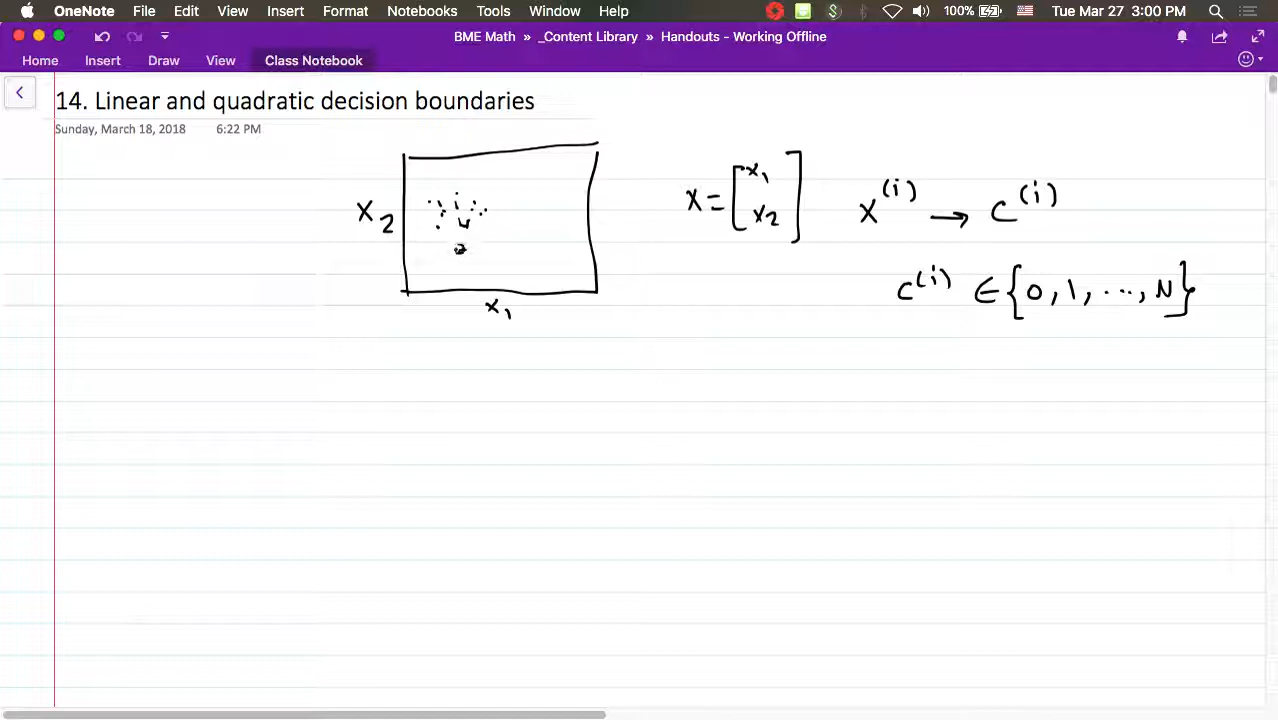 OneNote File Edit View Insert Format Notebooks Tools Window Help 100% Tue Mar 27 3:00 PM
BME Math » _Content Library » Handouts - Working Offline
Home Insert Draw View Class Notebook
14. Linear and quadratic decision boundaries
Sunday, March 18, 2018 6:22 PM
x₂
x₁
x = [x₁ x₂]
x⁽ⁱ⁾ → c⁽ⁱ⁾
c⁽ⁱ⁾ ∈ {0, 1, ..., N}